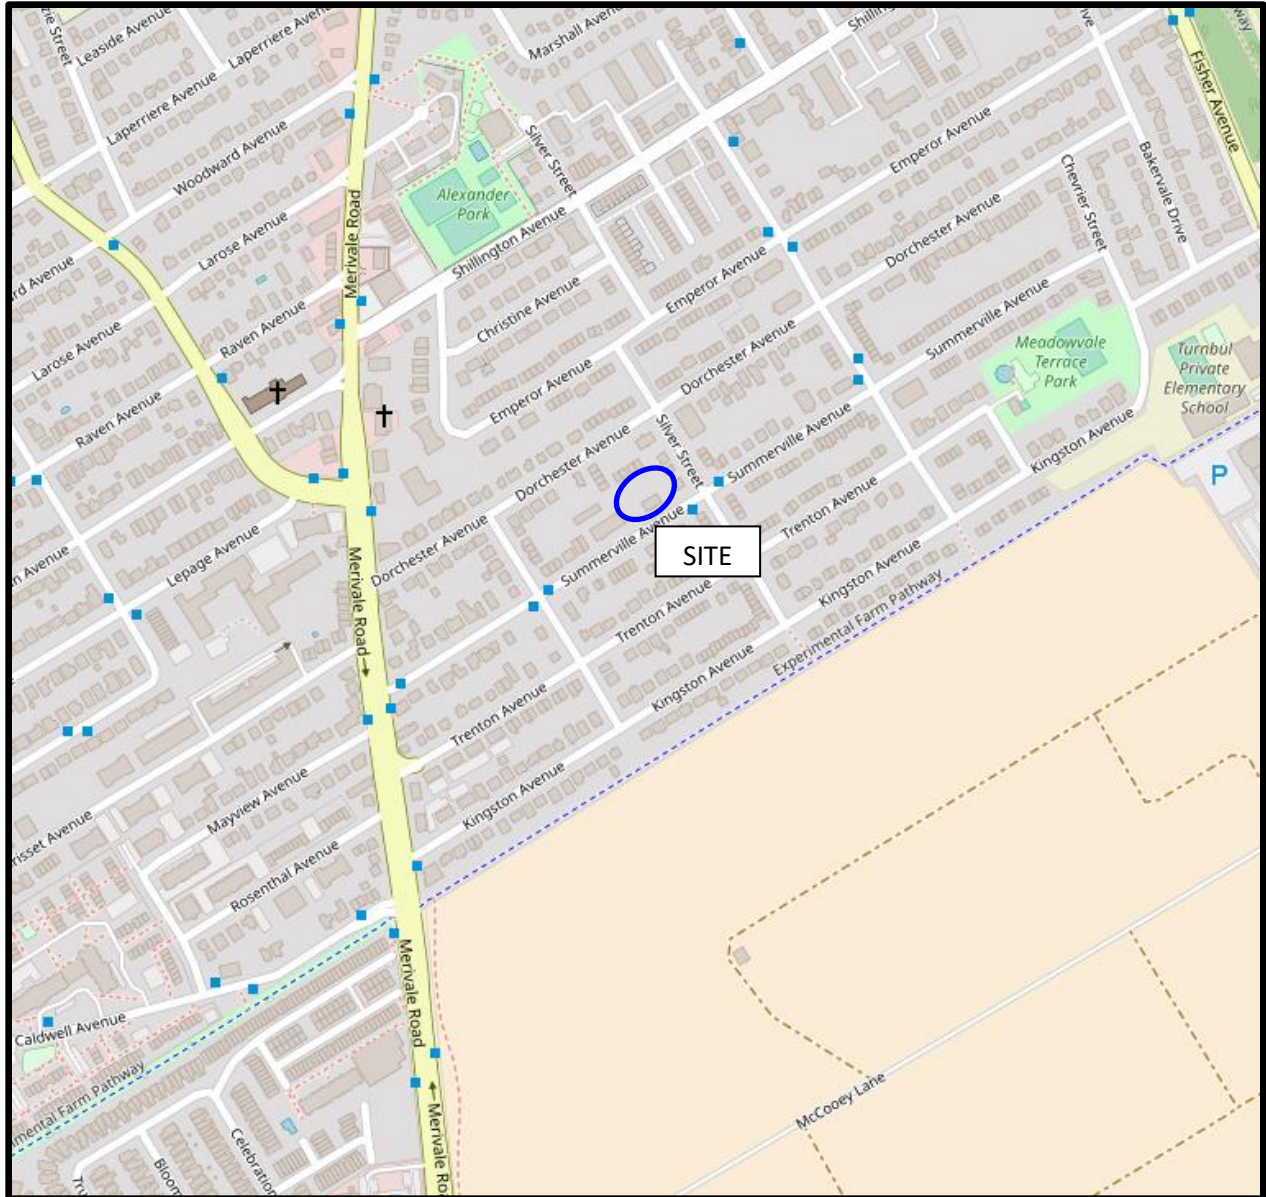 Leaside Avenue
Laperriere Avenue
Laperriere Avenue
Woodward Avenue
Marshall Avenue
Fisher Avenue
Silver Street
Emperor Avenue
Bakervale Drive
Chevrier Street
Alexander
Park
Larose Avenue
Merivale Road
Shillington Avenue
Dorchester Avenue
Emperor Avenue
Christine Avenue
Raven Avenue
Larose Avenue
Summerville Avenue
Meadowvale
Terrace
Park
Turnbul
Private
Elementary
School
Dorchester Avenue
Emperor Avenue
Raven Avenue
Silver Street
Dorchester Avenue
Summerville Avenue
Kingston Avenue
P
Trenton Avenue
Summerville Avenue
SITE
Dorchester Avenue
Lepage Avenue
Merivale Road
Kingston Avenue
Trenton Avenue
Experimental Farm Pathway
Kingston Avenue
Trenton Avenue
Mayview Avenue
Kingston Avenue
Rosenthal Avenue
Merivale Road
Caldwell Avenue
McCooey Lane
Merivale
Celebration